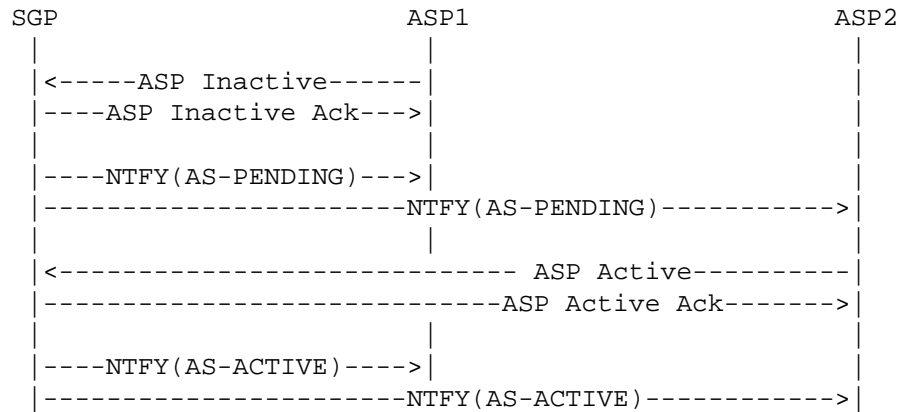 SGP                     ASP1                       ASP2
 |                       |                          |
 |<-----ASP Inactive-----|                          |
 |----ASP Inactive Ack-->|                          |
 |                       |                          |
 |----NTFY(AS-PENDING)-->|                          |
 |-----------------------NTFY(AS-PENDING)---------->|
 |                       |                          |
 |<----------------------------- ASP Active---------|
 |-----------------------------ASP Active Ack------>|
 |                       |                          |
 |----NTFY(AS-ACTIVE)--->|                          |
 |-----------------------NTFY(AS-ACTIVE)----------->|